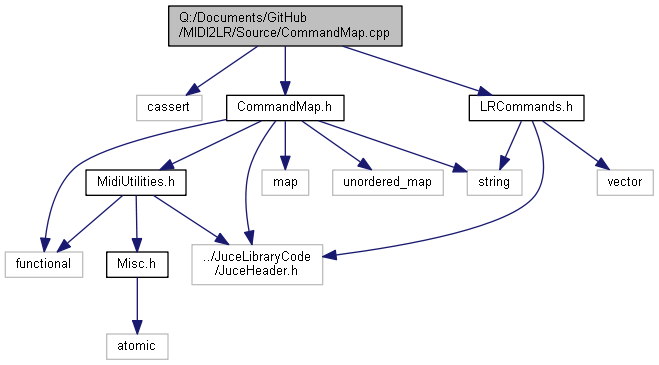 Q:/Documents/GitHub
/MIDI2LR/Source/CommandMap.cpp
cassert
CommandMap.h
LRCommands.h
MidiUtilities.h
map
unordered_map
string
vector
functional
Misc.h
../JuceLibraryCode
/JuceHeader.h
atomic